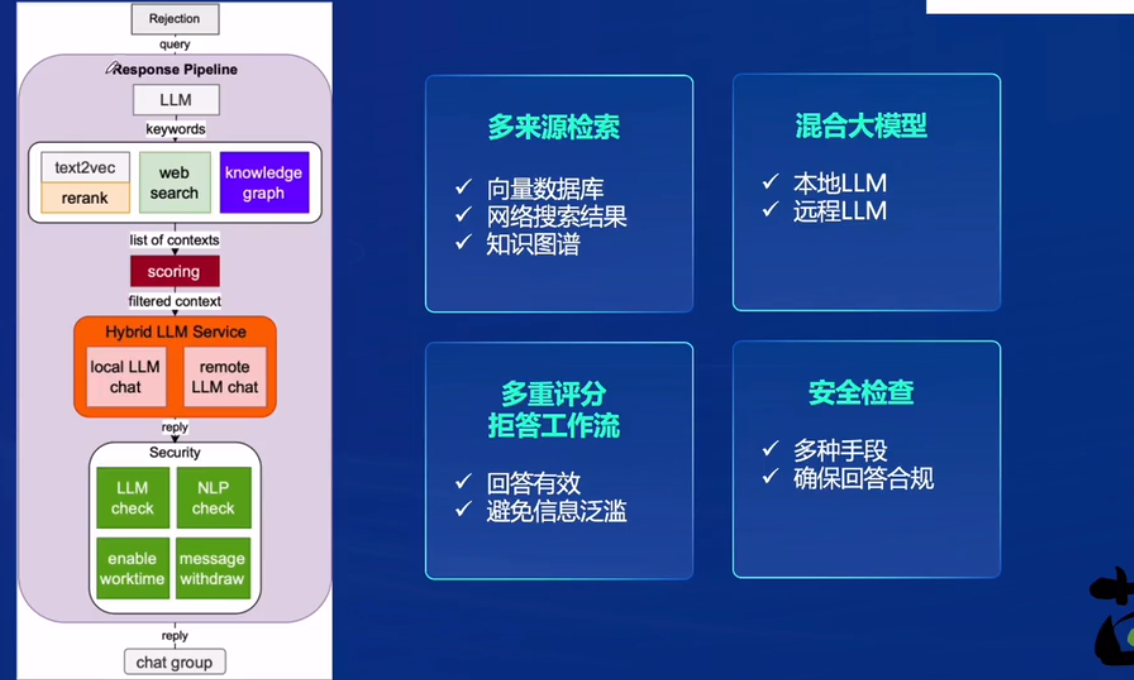 Rejection
query
Response Pipeline
LLM
keywords
text2vec
rerank
web
search
knowledge
graph
list of contexts
scoring
filtered context
Hybrid LLM Service
local LLM
chat
remote
LLM chat
reply
Security
LLM
check
NLP
check
enable
worktime
message
withdraw
reply
chat group
多来源检索
✓ 向量数据库
✓ 网络搜索结果
✓ 知识图谱
混合大模型
✓ 本地LLM
✓ 远程LLM
多重评分
拒答工作流
✓ 回答有效
✓ 避免信息泛滥
安全检查
✓ 多种手段
✓ 确保回答合规